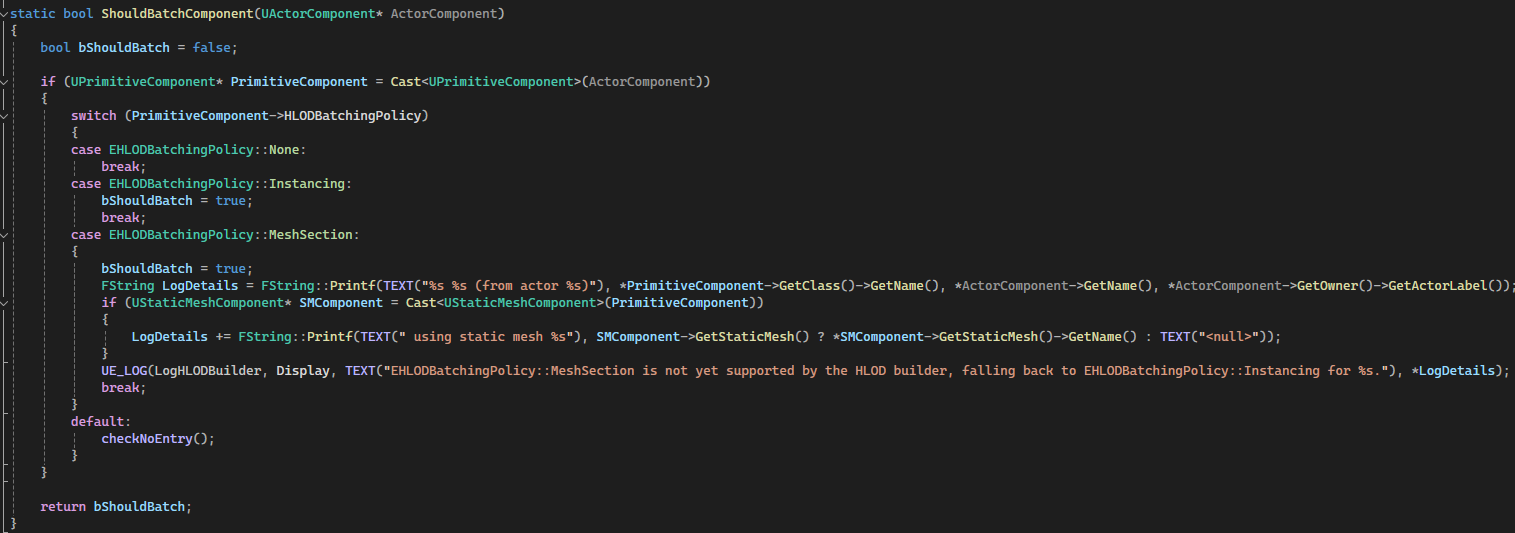 static bool ShouldBatchComponent(UActorComponent* ActorComponent)
{
    bool bShouldBatch = false;

    if (UPrimitiveComponent* PrimitiveComponent = Cast<UPrimitiveComponent>(ActorComponent))
    {
        switch (PrimitiveComponent->HLODBatchingPolicy)
        {
        case EHLODBatchingPolicy::None:
            break;
        case EHLODBatchingPolicy::Instancing:
            bShouldBatch = true;
            break;
        case EHLODBatchingPolicy::MeshSection:
        {
            bShouldBatch = true;
            FString LogDetails = FString::Printf(TEXT("%s %s (from actor %s)"), *PrimitiveComponent->GetClass()->GetName(), *ActorComponent->GetName(), *ActorComponent->GetOwner()->GetActorLabel());
            if (UStaticMeshComponent* SMComponent = Cast<UStaticMeshComponent>(PrimitiveComponent))
            {
                LogDetails += FString::Printf(TEXT(" using static mesh %s"), SMComponent->GetStaticMesh() ? *SMComponent->GetStaticMesh()->GetName() : TEXT("<null>"));
            }
            UE_LOG(LogHLODBuilder, Display, TEXT("EHLODBatchingPolicy::MeshSection is not yet supported by the HLOD builder, falling back to EHLODBatchingPolicy::Instancing for %s."), *LogDetails);
            break;
        }
        default:
            checkNoEntry();
        }
    }

    return bShouldBatch;
}